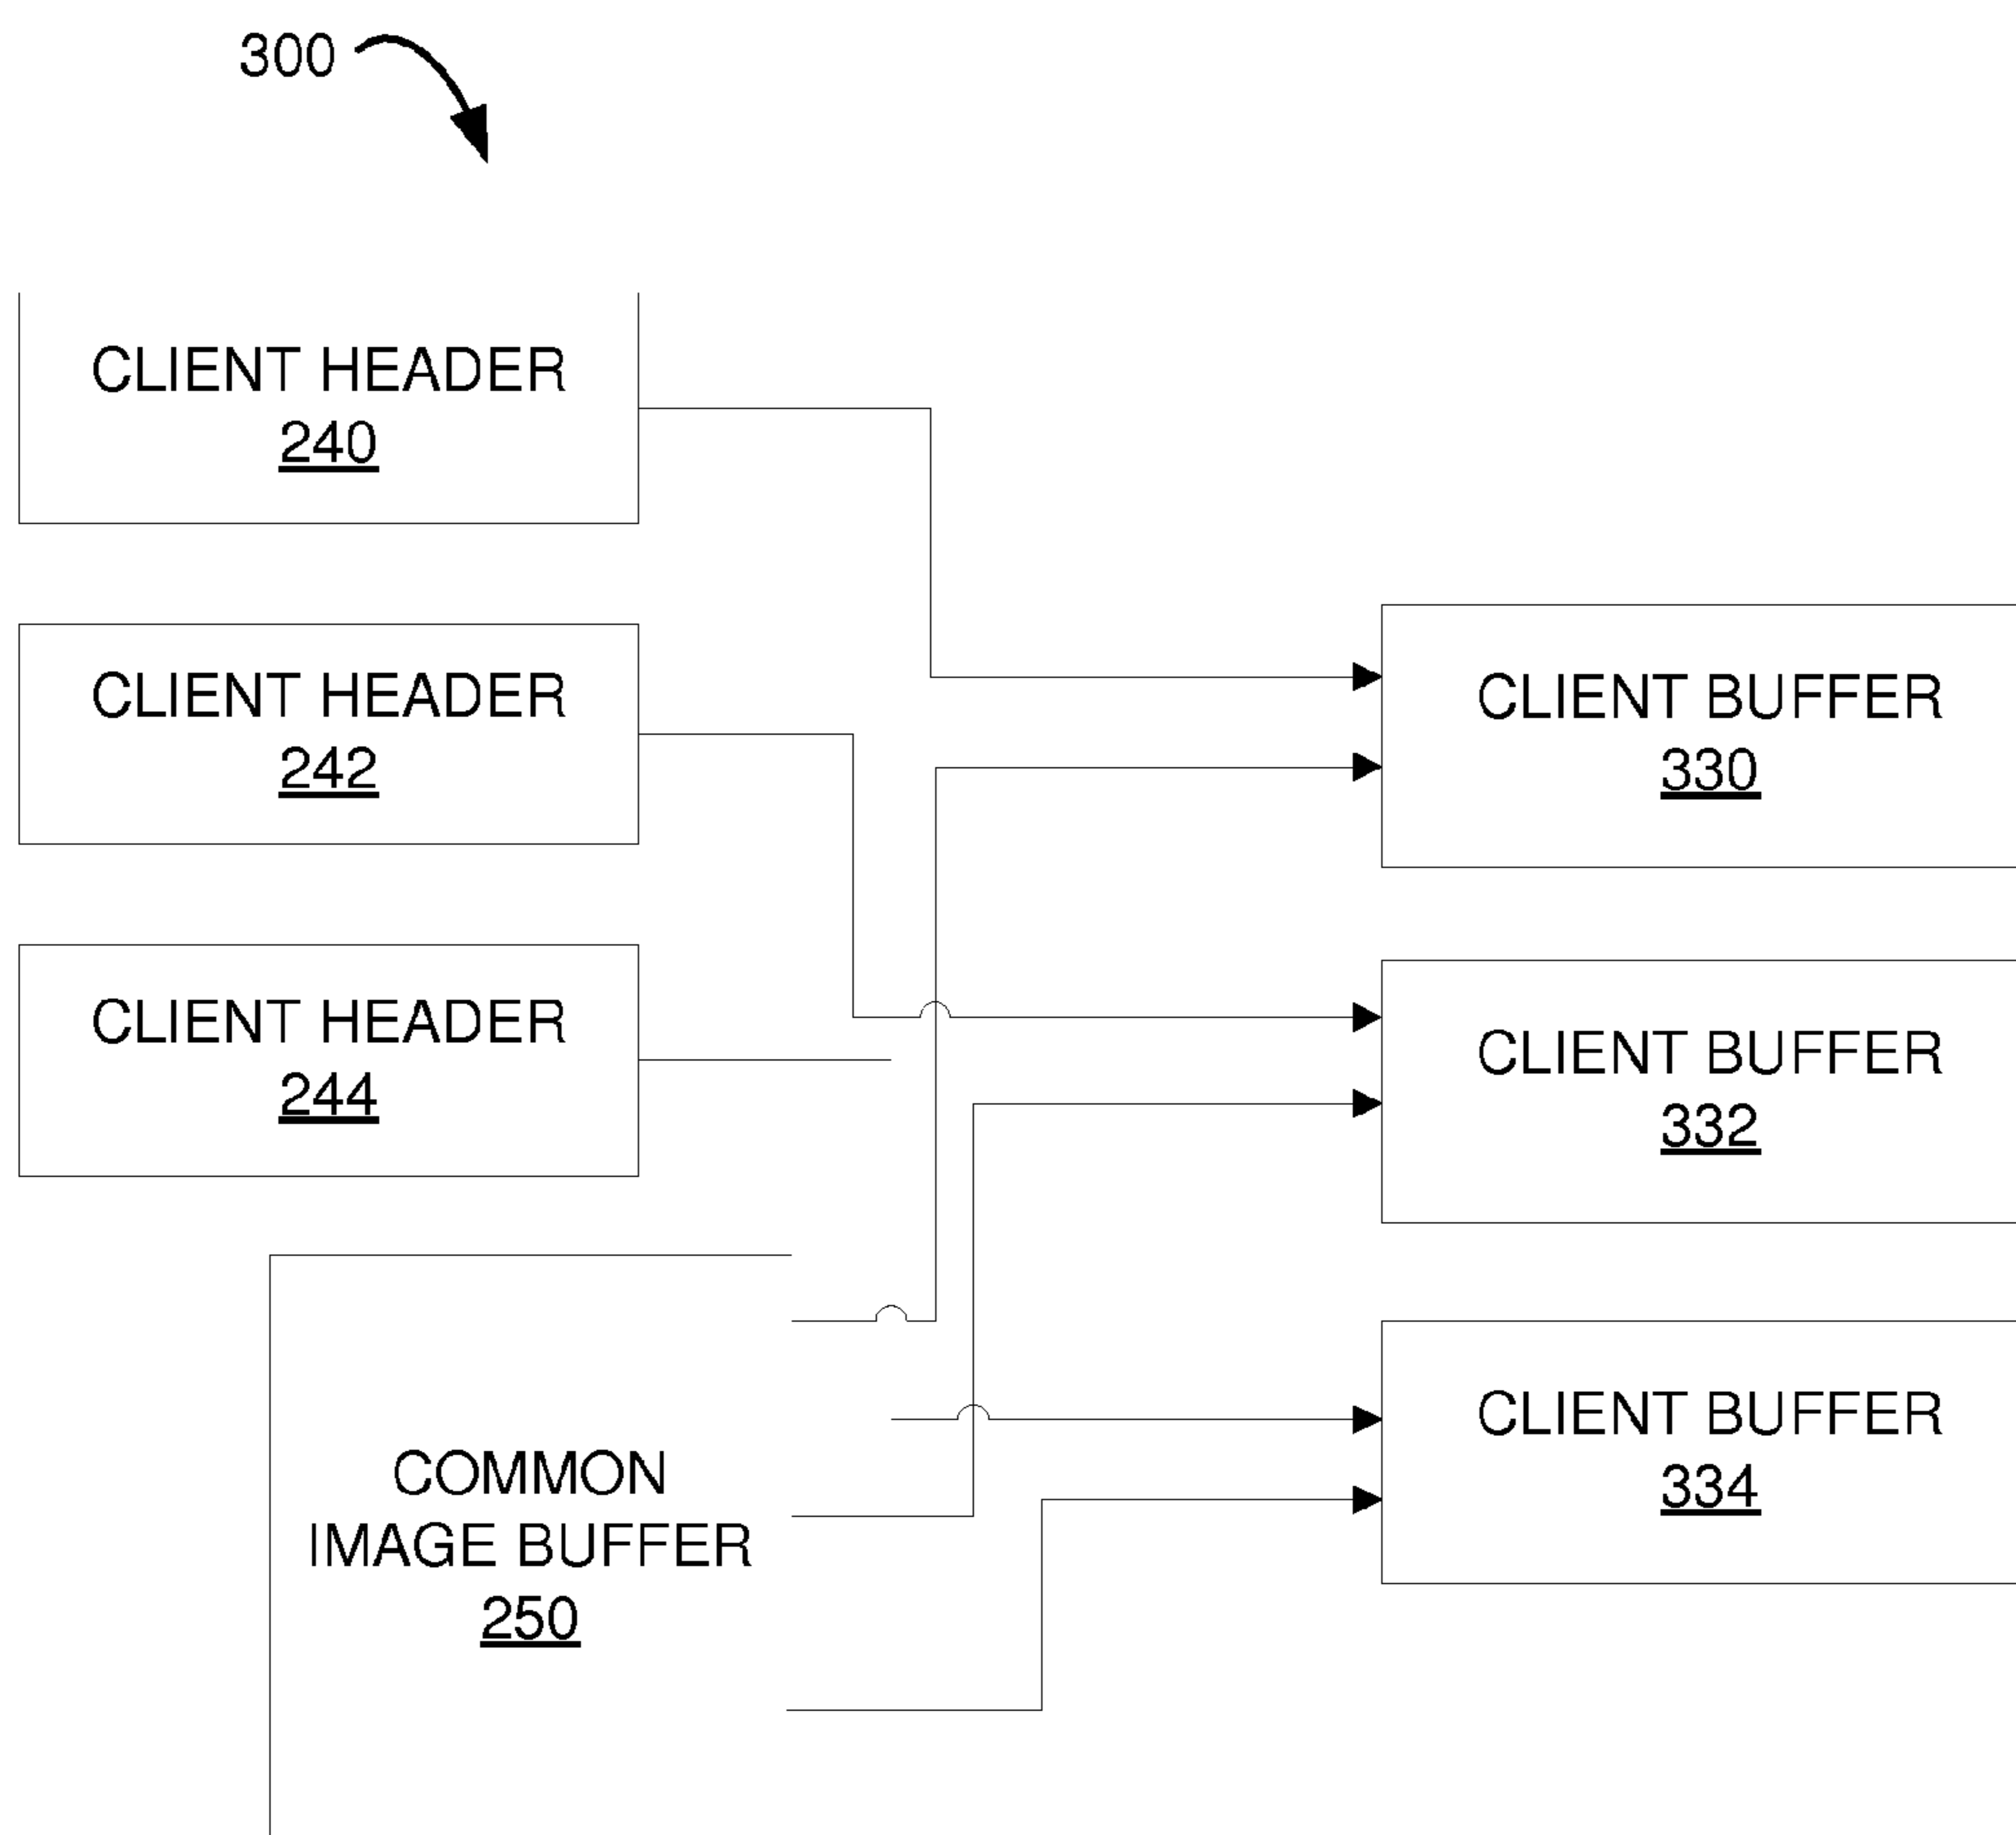 300
CLIENT HEADER
240
CLIENT HEADER
242
CLIENT HEADER
244
COMMON
IMAGE BUFFER
250
CLIENT BUFFER
330
CLIENT BUFFER
332
CLIENT BUFFER
334